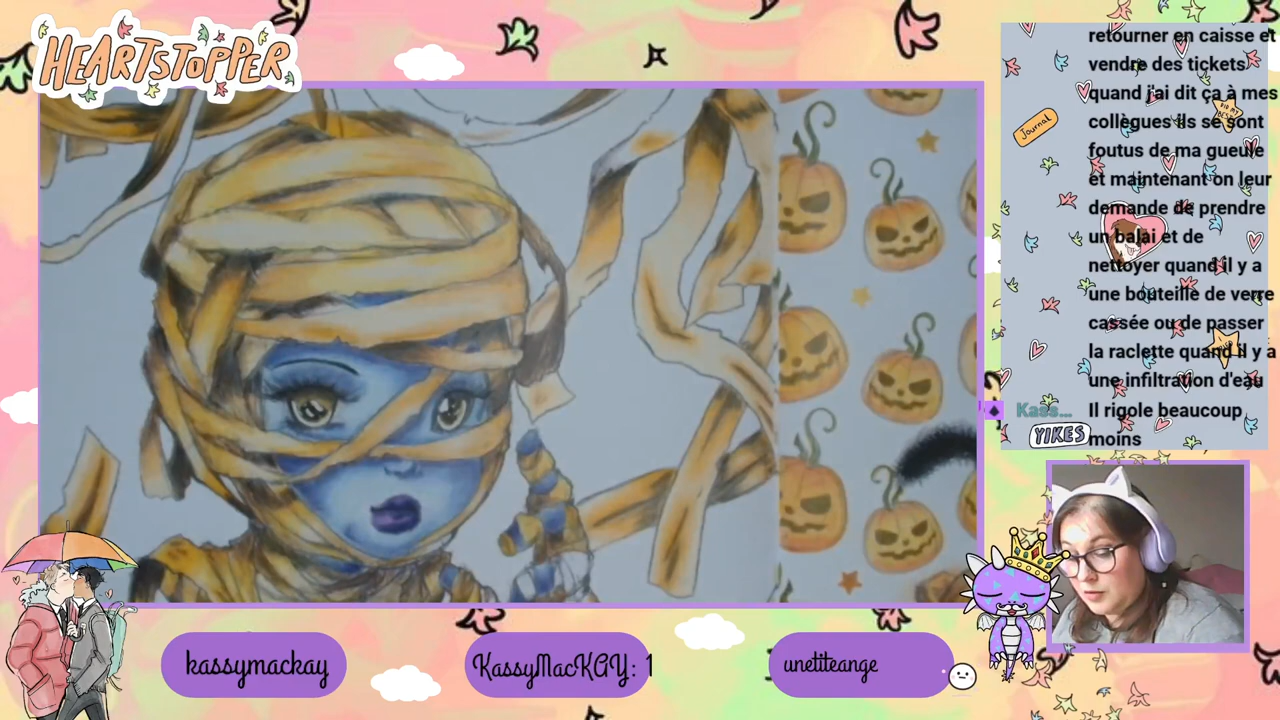 HEARTSTOPPER
retourner en caisse et
vendre des tickets
quand j'ai dit ça à mes
collègues ils se sont
foutus de ma gueule
et maintenant on leur
demande de prendre
un balai et de
nettoyer quand il y a
une bouteille de verre
cassée ou de passer
la raclette quand il y a
une infiltration d'eau
Kass... Il rigole beaucoup
moins
Journal
YIKES
kassymackay
KassyMacKAY: 1
unetiteange